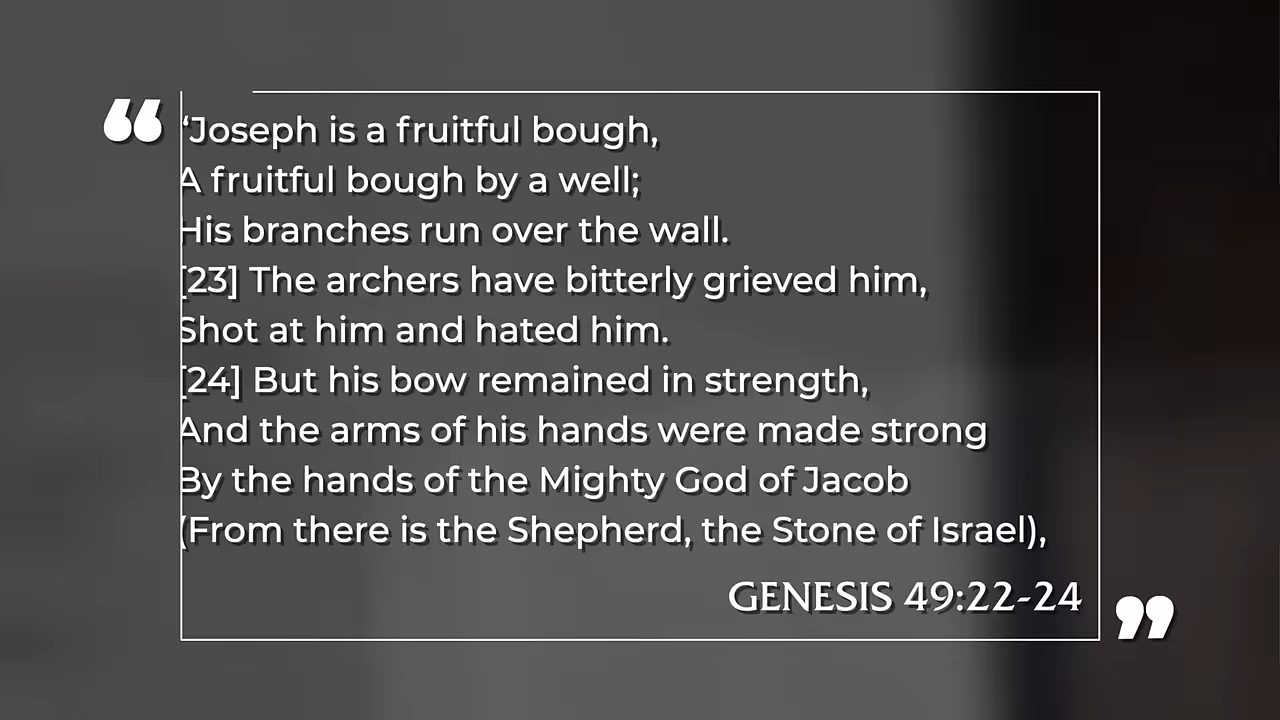 “
‘Joseph is a fruitful bough,
A fruitful bough by a well;
His branches run over the wall.
[23] The archers have bitterly grieved him,
Shot at him and hated him.
[24] But his bow remained in strength,
And the arms of his hands were made strong
By the hands of the Mighty God of Jacob
(From there is the Shepherd, the Stone of Israel),
GENESIS 49:22-24
”